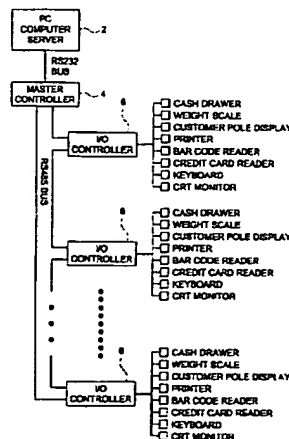 PC
COMPUTER
SERVER
2
RS232
BUS
MASTER
CONTROLLER
4
RS485 BUS
6
I/O
CONTROLLER
CASH DRAWER
WEIGHT SCALE
CUSTOMER POLE DISPLAY
PRINTER
BAR CODE READER
CREDIT CARD READER
KEYBOARD
CRT MONITOR
6
I/O
CONTROLLER
CASH DRAWER
WEIGHT SCALE
CUSTOMER POLE DISPLAY
PRINTER
BAR CODE READER
CREDIT CARD READER
KEYBOARD
CRT MONITOR
6
I/O
CONTROLLER
CASH DRAWER
WEIGHT SCALE
CUSTOMER POLE DISPLAY
PRINTER
BAR CODE READER
CREDIT CARD READER
KEYBOARD
CRT MONITOR